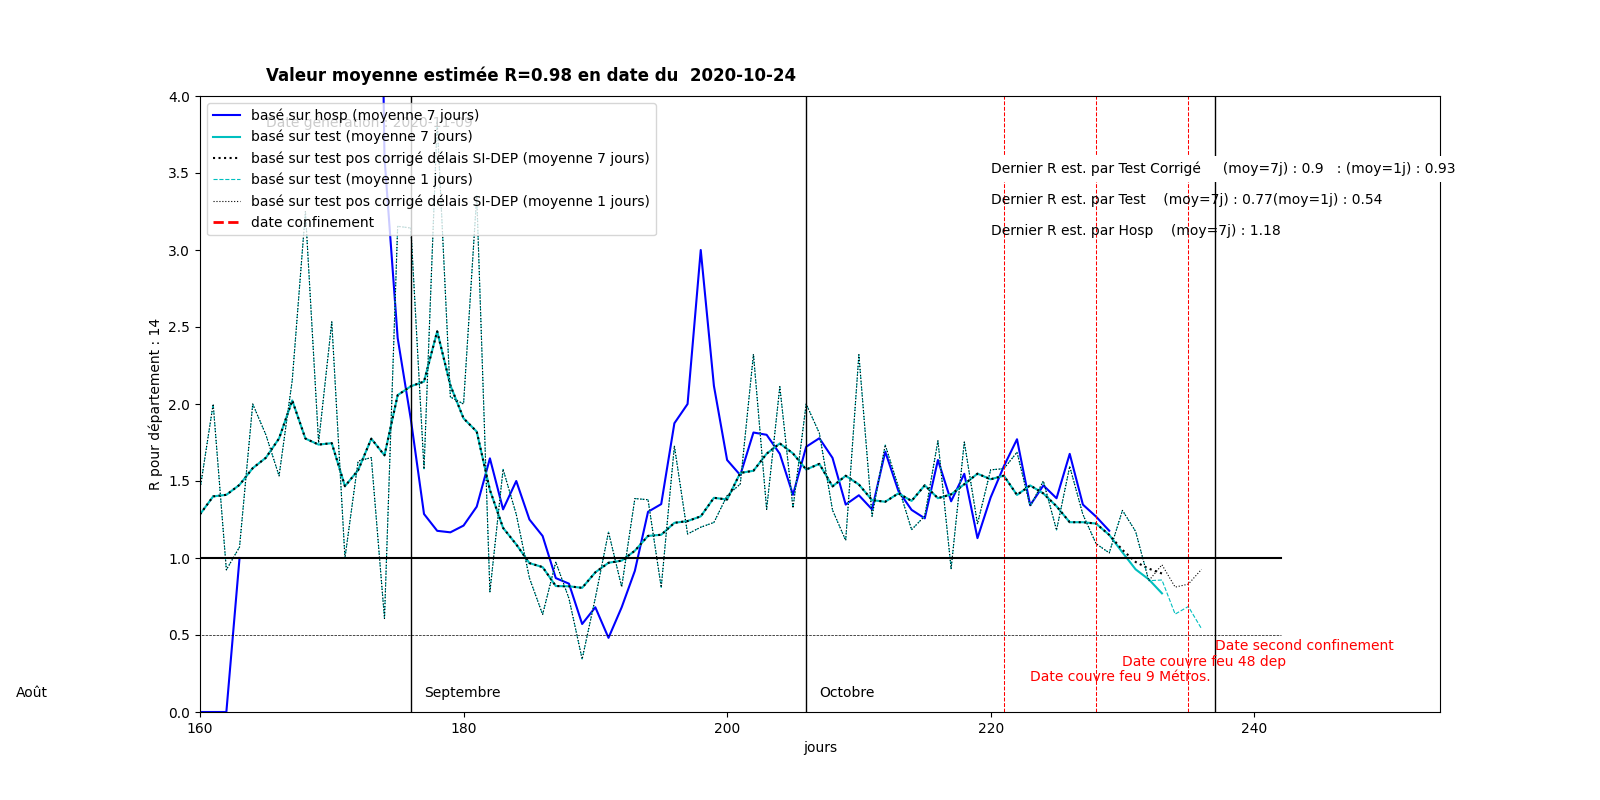 Valeur moyenne estimée R=0.98 en date du  2020-10-24
4.0
3.5
3.0
2.5
2.0
1.5
1.0
0.5
0.0
R pour département : 14
basé sur hosp (moyenne 7 jours)
Date génération : 2020-11-09
basé sur test (moyenne 7 jours)
basé sur test pos corrigé délais SI-DEP (moyenne 7 jours)
basé sur test (moyenne 1 jours)
basé sur test pos corrigé délais SI-DEP (moyenne 1 jours)
date confinement
Dernier R est. par Test Corrigé     (moy=7j) : 0.9   : (moy=1j) : 0.93
Dernier R est. par Test    (moy=7j) : 0.77(moy=1j) : 0.54
Dernier R est. par Hosp    (moy=7j) : 1.18
Date second confinement
Date couvre feu 48 dep
Date couvre feu 9 Métros.
Août
Septembre
Octobre
160
180
200
220
240
jours